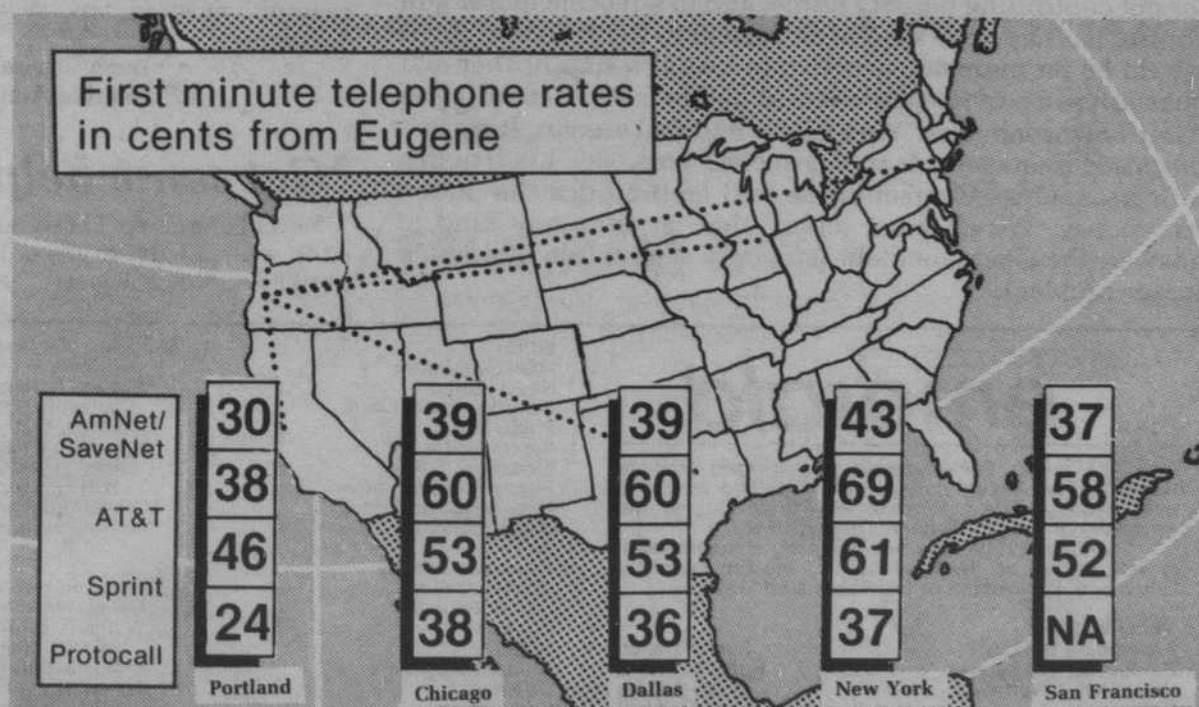 First minute telephone rates
in cents from Eugene
AmNet/
SaveNet
AT&T
Sprint
Protocall
30
38
46
24
Portland
39
60
53
38
Chicago
39
60
53
36
Dallas
43
69
61
37
New York
37
58
52
NA
San Francisco